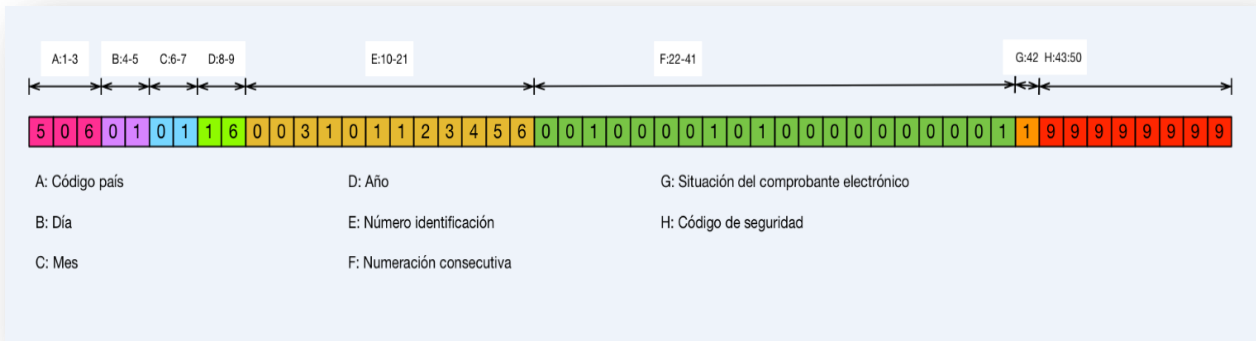 A:1-3 B:4-5 C:6-7 D:8-9 E:10-21 F:22-41 G:42 H:43:50
5 0 6 0 1 0 1 1 6 0 0 3 1 0 1 1 2 3 4 5 6 0 0 1 0 0 0 0 1 0 1 0 0 0 0 0 0 0 0 0 1 1 9 9 9 9 9 9 9 9
A: Código país D: Año G: Situación del comprobante electrónico
B: Día E: Número identificación H: Código de seguridad
C: Mes F: Numeración consecutiva